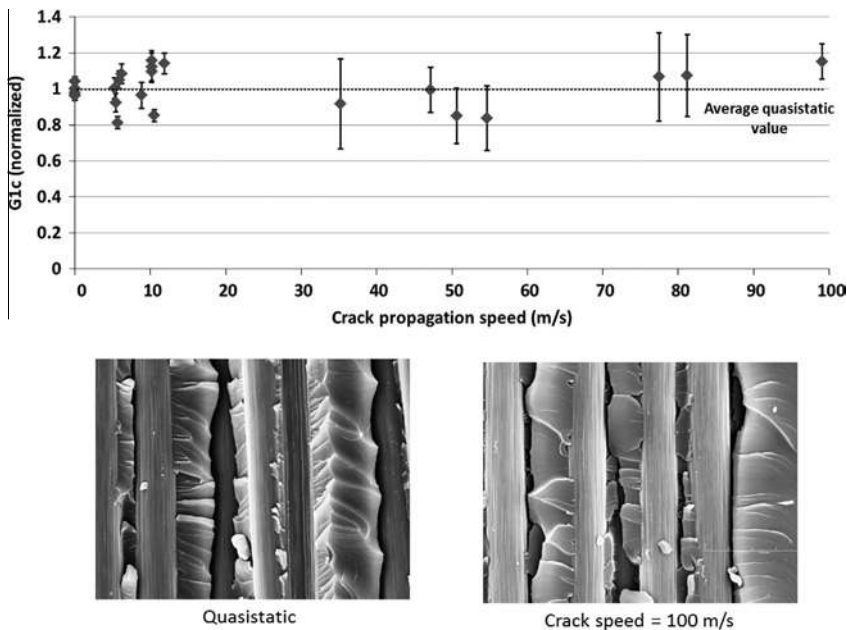 1.4
1.2
1
0.8
0.6
0.4
0.2
0
G1c (normalized)
Average quasistatic
value
0 10 20 30 40 50 60 70 80 90 100
Crack propagation speed (m/s)
Quasistatic
Crack speed = 100 m/s